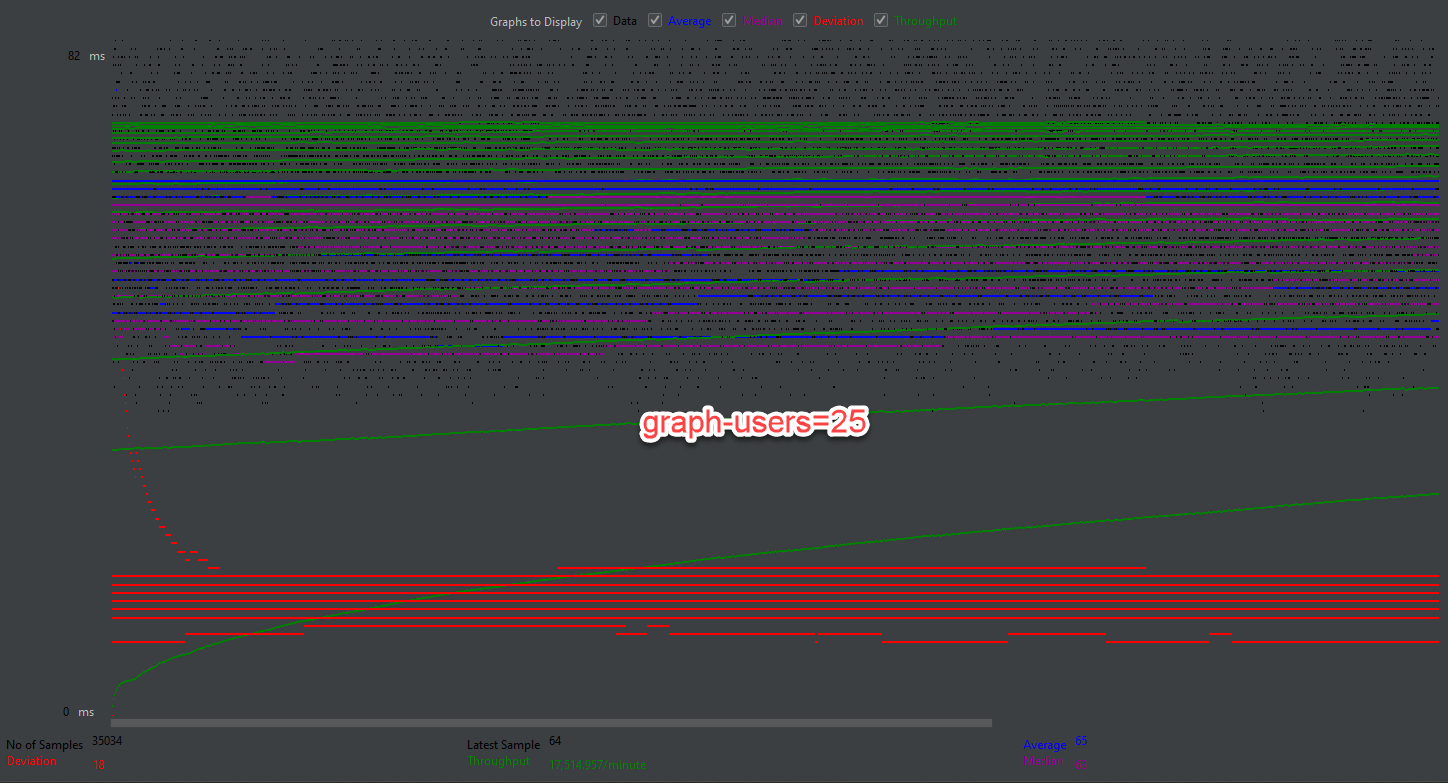 Graphs to Display Data Average Median Deviation Throughput
82 ms
graph-users=25
0 ms
No of Samples 35034 Latest Sample 64 Average 65
Deviation 18 Throughput 17,514,957/minute Median 63